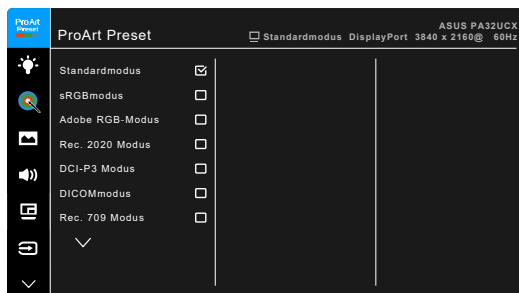 ProArt
Preset
ProArt Preset
ASUS PA32UCX
Standardmodus DisplayPort 3840 x 2160@ 60Hz
Standardmodus
sRGBmodus
Adobe RGB-Modus
Rec. 2020 Modus
DCI-P3 Modus
DICOMmodus
Rec. 709 Modus